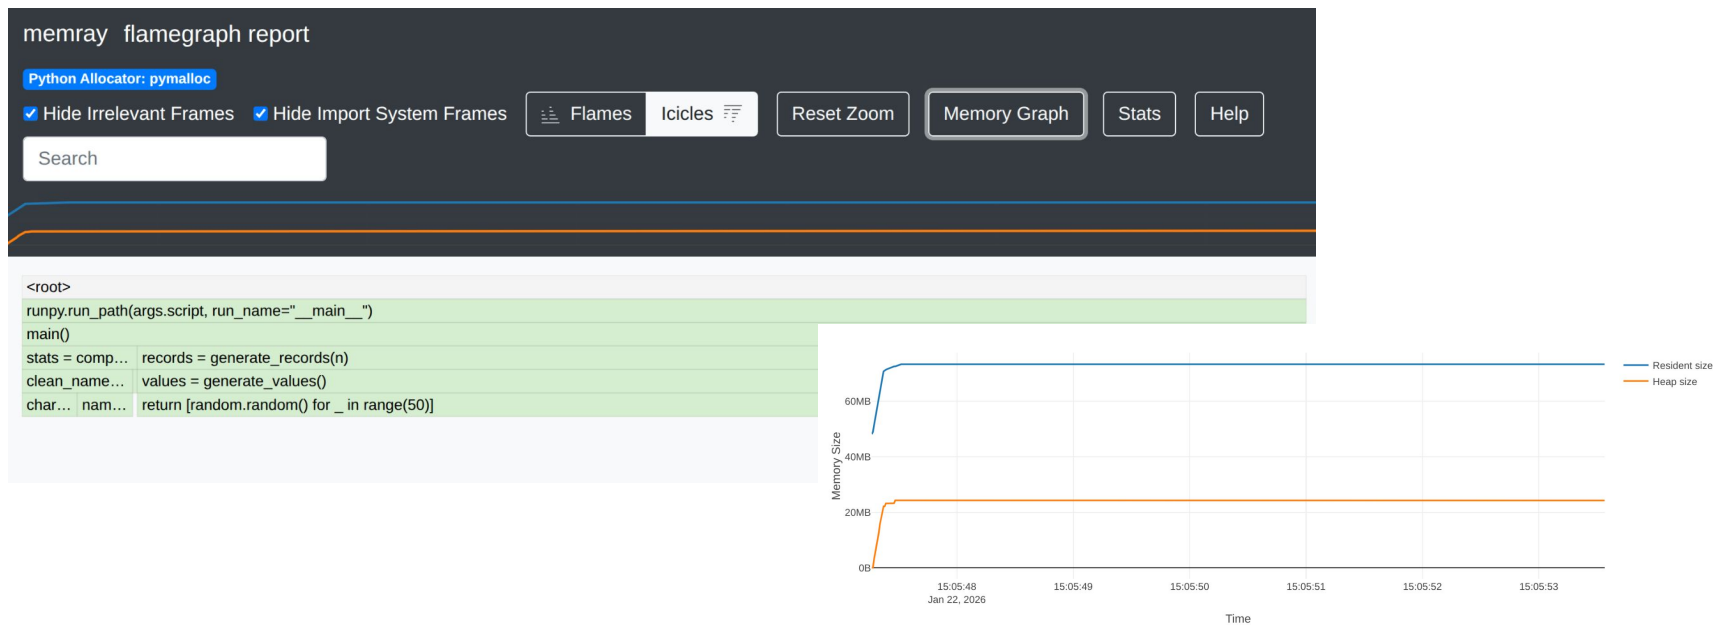 memray flamegraph report
Python Allocator: pymalloc
Hide Irrelevant Frames Hide Import System Frames Flames Icicles Reset Zoom Memory Graph Stats Help
Search
<root>
runpy.run_path(args.script, run_name="__main__")
main()
stats = comp... records = generate_records(n)
clean_name... values = generate_values()
char... nam... return [random.random() for _ in range(50)]
Resident size
Heap size
60MB
40MB
20MB
0B
Memory Size
15:05:48 15:05:49 15:05:50 15:05:51 15:05:52 15:05:53
Jan 22, 2026
Time